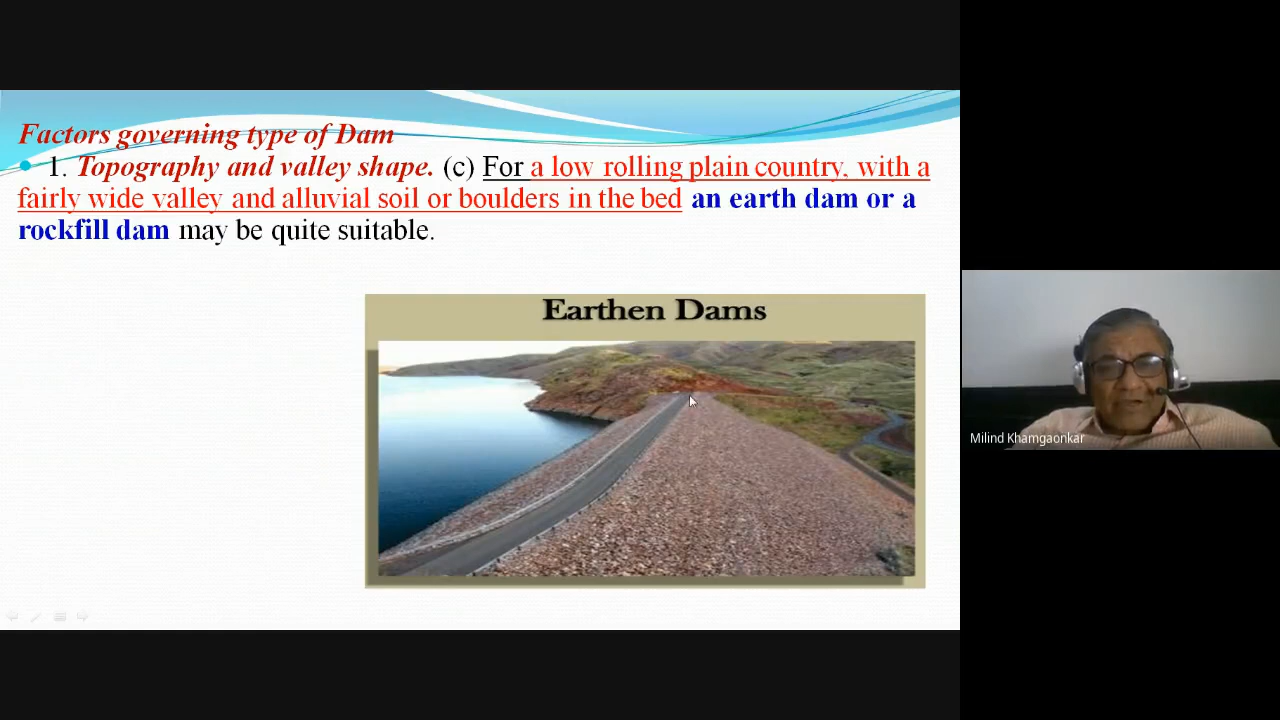 Factors governing type of Dam
1. Topography and valley shape. (c) For a low rolling plain country, with a
fairly wide valley and alluvial soil or boulders in the bed an earth dam or a
rockfill dam may be quite suitable.
Earthen Dams
Milind Khamgaonkar